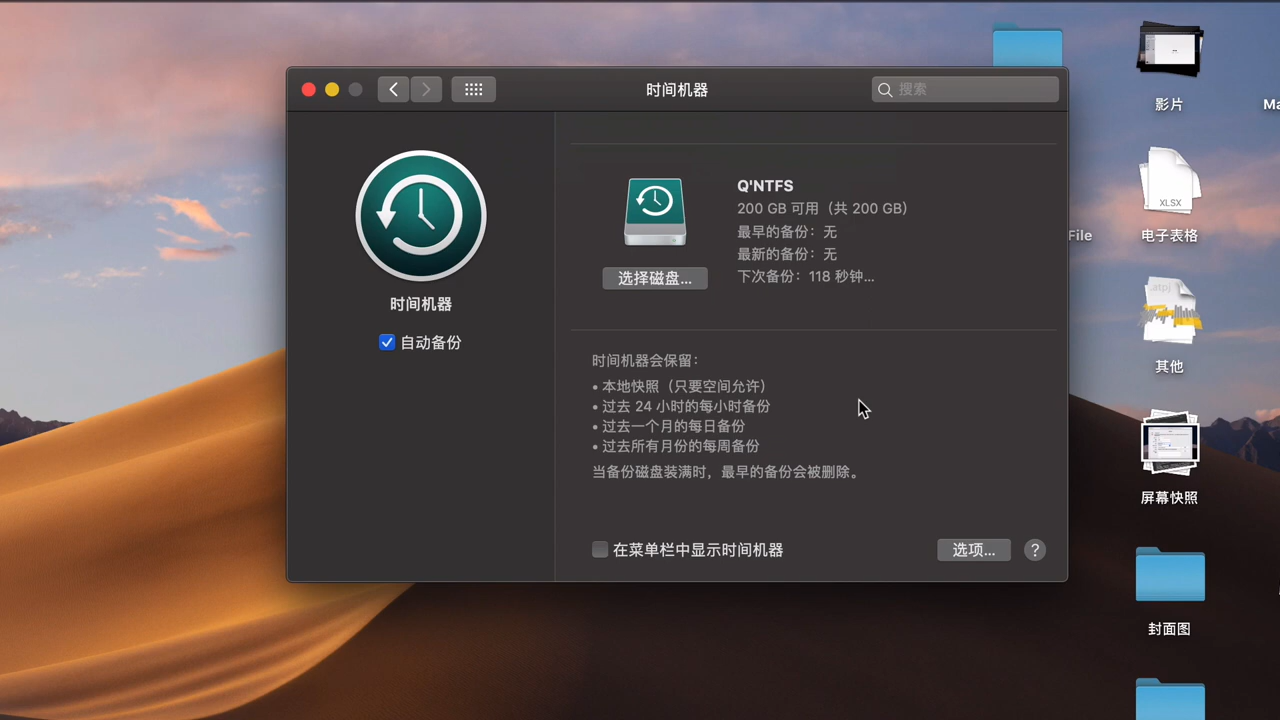 时间机器
搜索
时间机器
自动备份
Q'NTFS
200 GB 可用（共 200 GB）
最早的备份：无
最新的备份：无
下次备份：118 秒钟...
选择磁盘...
时间机器会保留：
• 本地快照（只要空间允许）
• 过去 24 小时的每小时备份
• 过去一个月的每日备份
• 过去所有月份的每周备份
当备份磁盘装满时，最早的备份会被删除。
在菜单栏中显示时间机器
选项...
?
影片
Ma
XLSX
File
电子表格
.atpj
其他
屏幕快照
封面图